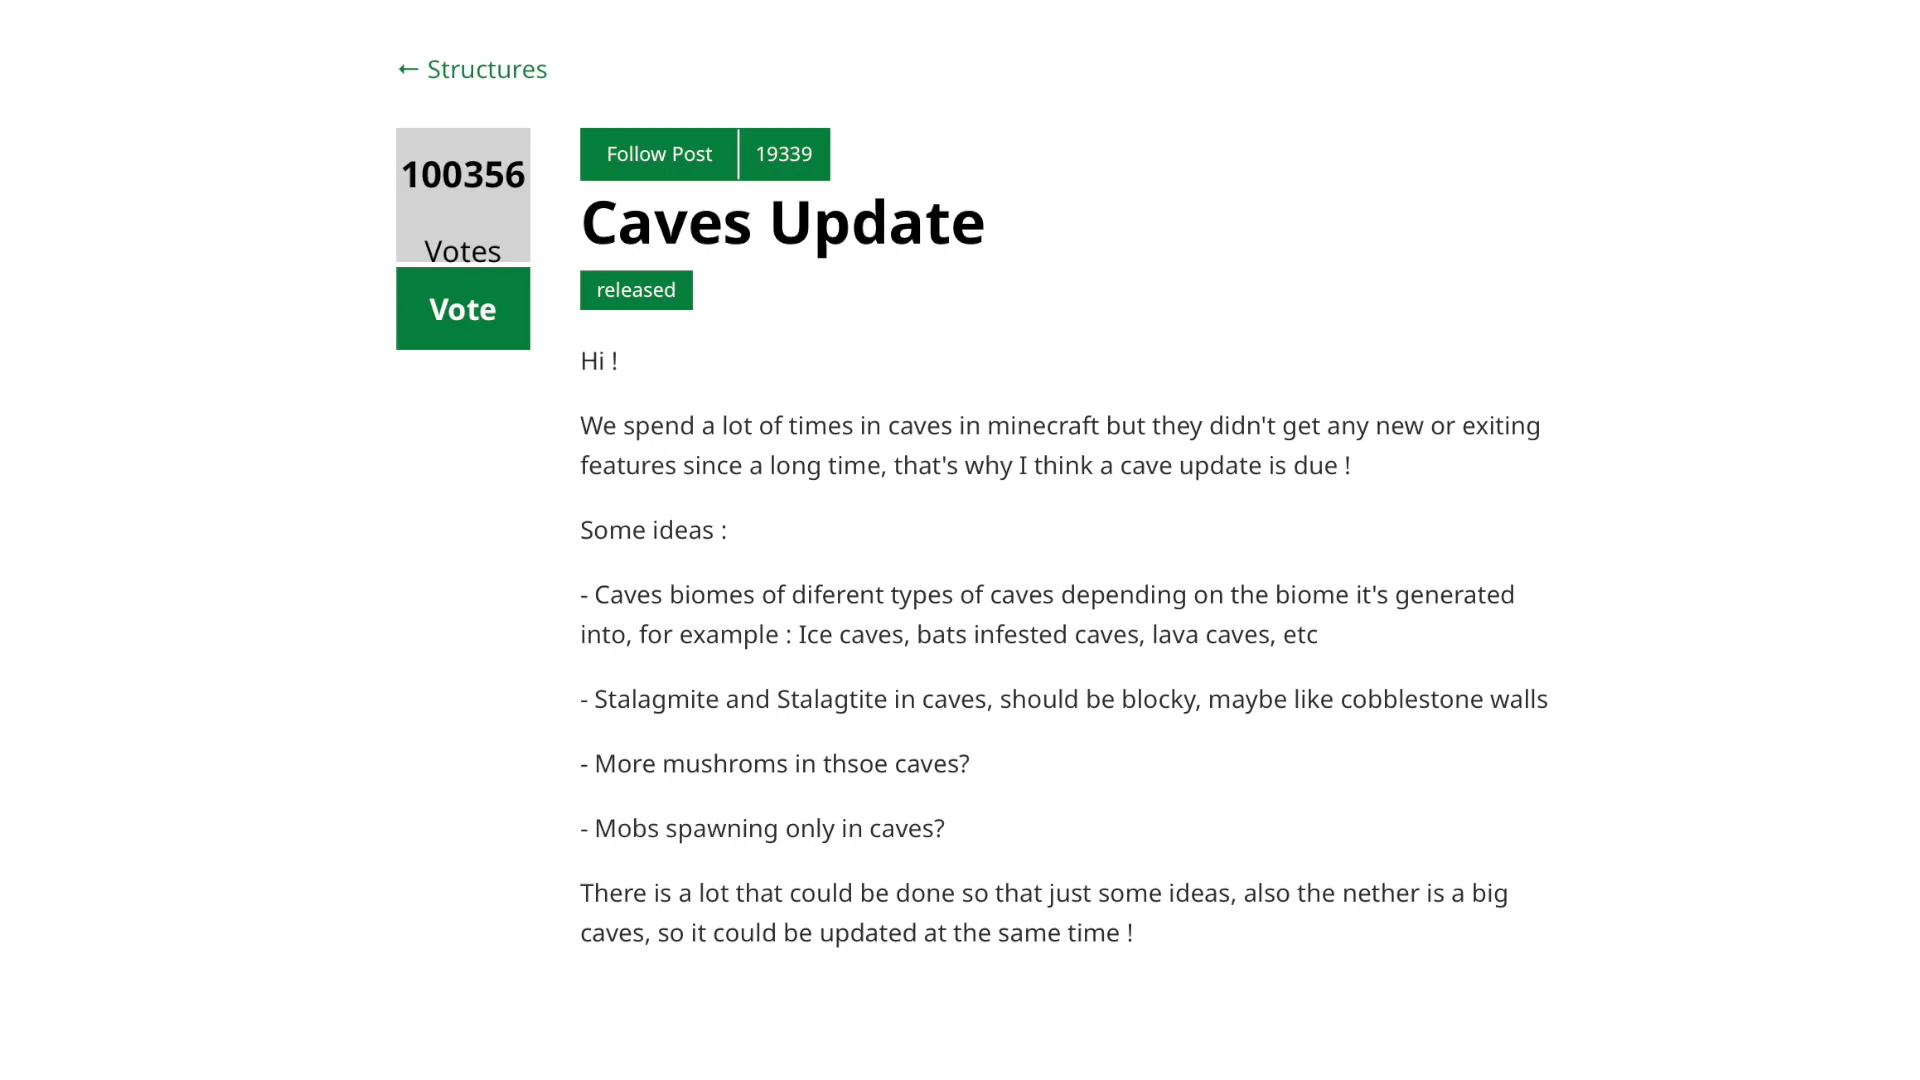 ← Structures
100356
Votes
Vote
Follow Post 19339
Caves Update
released
Hi !
We spend a lot of times in caves in minecraft but they didn't get any new or exiting
features since a long time, that's why I think a cave update is due !
Some ideas :
- Caves biomes of diferent types of caves depending on the biome it's generated
into, for example : Ice caves, bats infested caves, lava caves, etc
- Stalagmite and Stalagtite in caves, should be blocky, maybe like cobblestone walls
- More mushroms in thsoe caves?
- Mobs spawning only in caves?
There is a lot that could be done so that just some ideas, also the nether is a big
caves, so it could be updated at the same time !